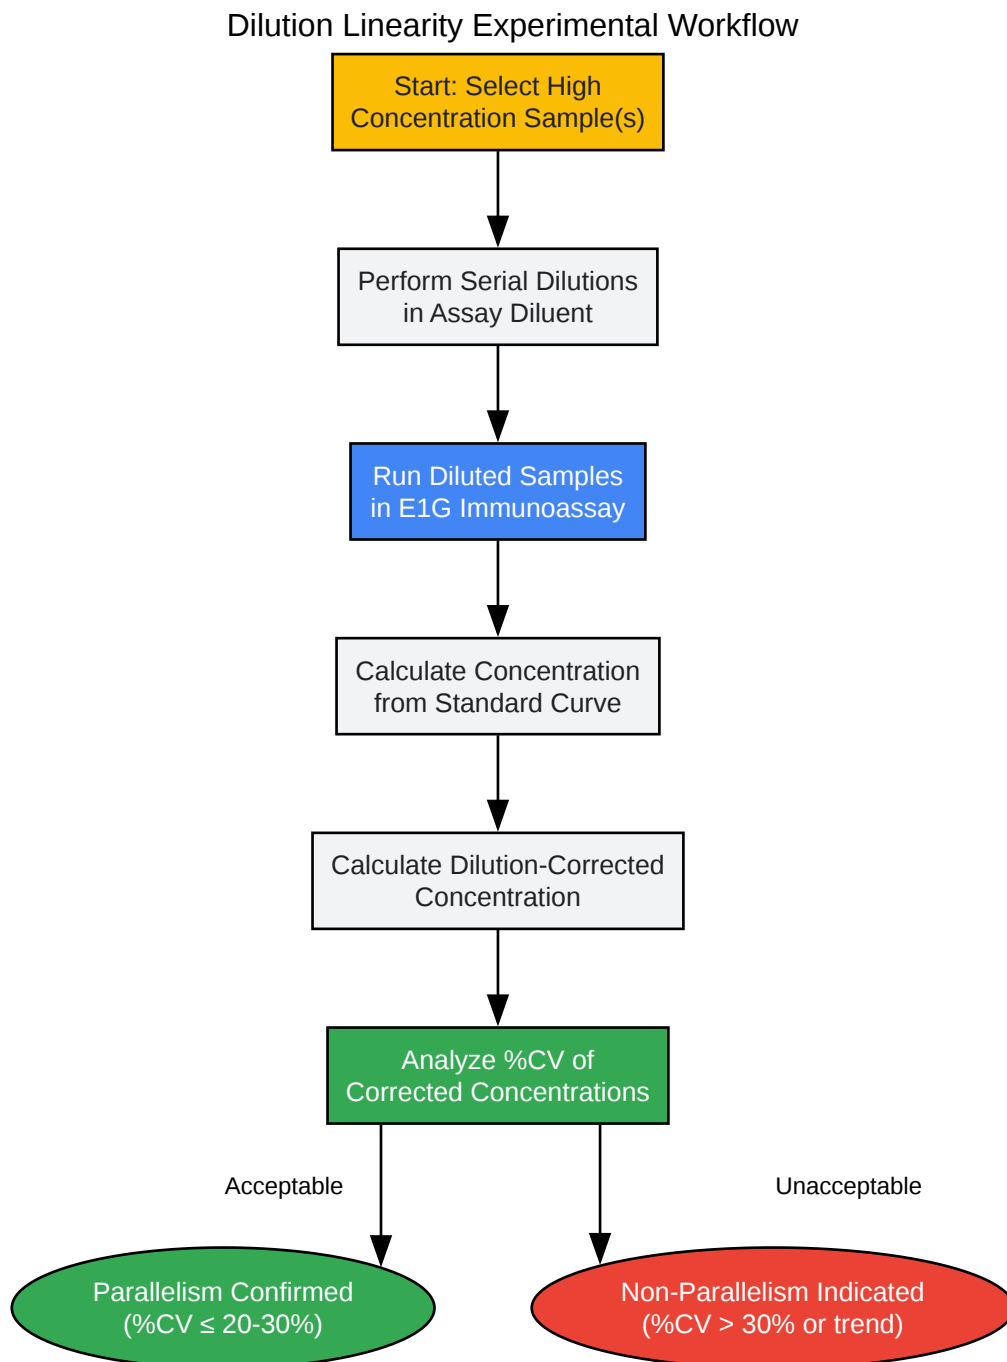 Dilution Linearity Experimental Workflow
Start: Select High
Concentration Sample(s)
Perform Serial Dilutions
in Assay Diluent
Run Diluted Samples
in E1G Immunoassay
Calculate Concentration
from Standard Curve
Calculate Dilution-Corrected
Concentration
Analyze %CV of
Corrected Concentrations
Acceptable
Unacceptable
Parallelism Confirmed
(%CV ≤ 20-30%)
Non-Parallelism Indicated
(%CV > 30% or trend)